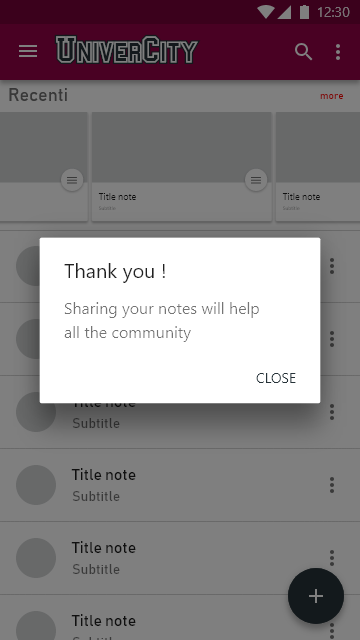 12:30
UNIVERCITY
Recenti
more
Title note
Title note
Subtitle
Subtitle
Thank you !
Sharing your notes will help
all the community
CLOSE
Title note
Subtitle
Title note
Subtitle
Title note
Subtitle
Title note